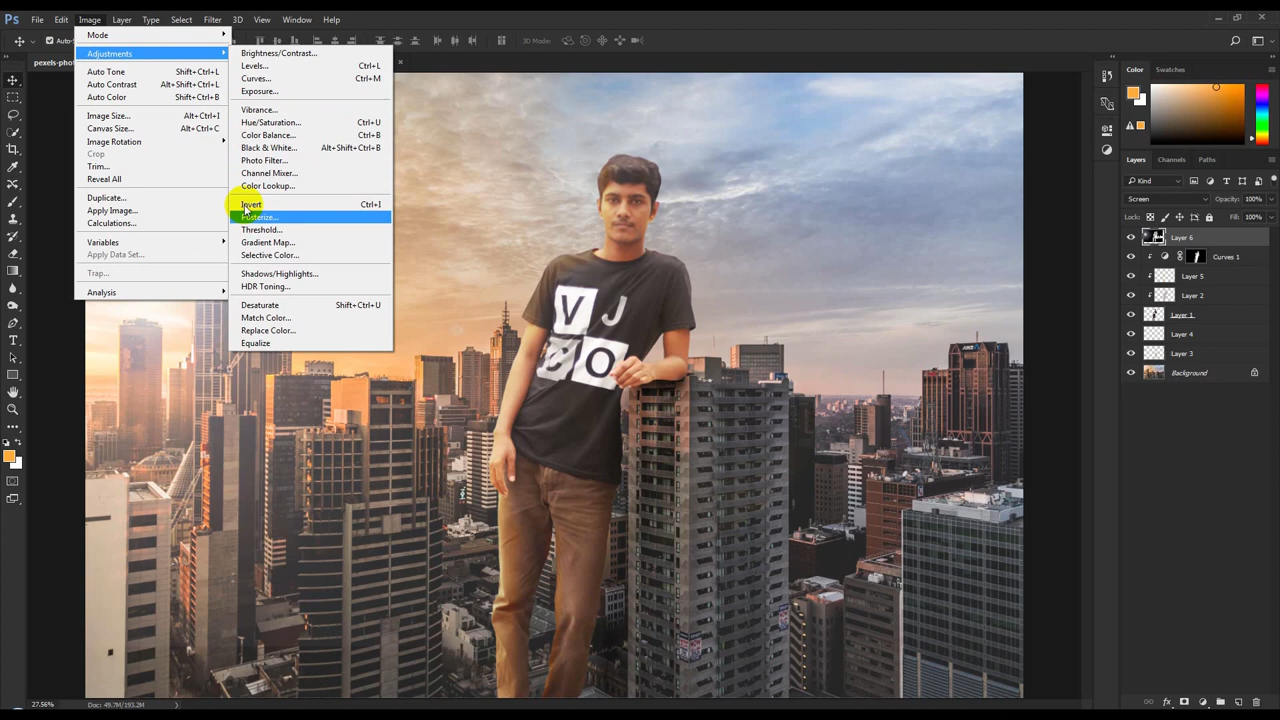 Ps File Edit Image Layer Type Select Filter 3D View Window Help
Auto-S 3D Mode:
pexels-phot
Mode
Adjustments
Auto Tone Shift+Ctrl+L
Auto Contrast Alt+Shift+Ctrl+L
Auto Color Shift+Ctrl+B
Image Size... Alt+Ctrl+I
Canvas Size... Alt+Ctrl+C
Image Rotation
Crop
Trim...
Reveal All
Duplicate...
Apply Image...
Calculations...
Variables
Apply Data Set...
Trap...
Analysis
Brightness/Contrast...
Levels... Ctrl+L
Curves... Ctrl+M
Exposure...
Vibrance...
Hue/Saturation... Ctrl+U
Color Balance... Ctrl+B
Black & White... Alt+Shift+Ctrl+B
Photo Filter...
Channel Mixer...
Color Lookup...
Invert Ctrl+I
Posterize...
Threshold...
Gradient Map...
Selective Color...
Shadows/Highlights...
HDR Toning...
Desaturate Shift+Ctrl+U
Match Color...
Replace Color...
Equalize
V J
O
Color Swatches
Layers Channels Paths
Kind
Screen Opacity: 100%
Lock: Fill: 100%
Layer 6
Curves 1
Layer 5
Layer 2
Layer 1
Layer 4
Layer 3
Background
27.56% Doc: 49.7M/193.2M